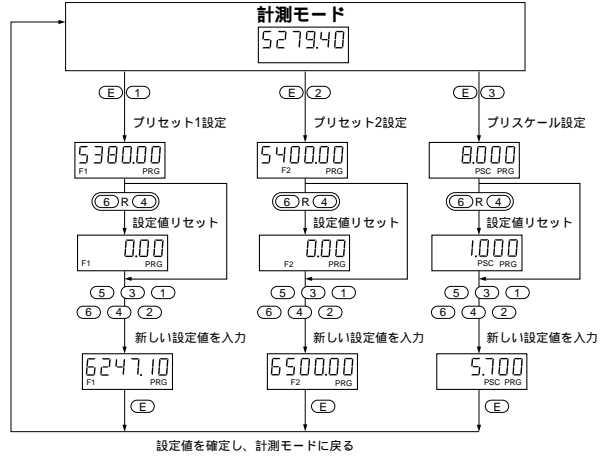 計測モード
5279.40
E 1
E 2
E 3
プリセット1設定
プリセット2設定
プリスケール設定
5380.00
F1 PRG
5400.00
F2 PRG
8.000
PSC PRG
6 R 4
6 R 4
6 R 4
設定値リセット
設定値リセット
設定値リセット
0.00
F1 PRG
0.00
F2 PRG
1.000
PSC PRG
5 3 1
5 3 1
5 3 1
6 4 2
6 4 2
6 4 2
新しい設定値を入力
新しい設定値を入力
新しい設定値を入力
6247.10
F1 PRG
6500.00
F2 PRG
5.700
PSC PRG
E
E
E
設定値を確定し、計測モードに戻る